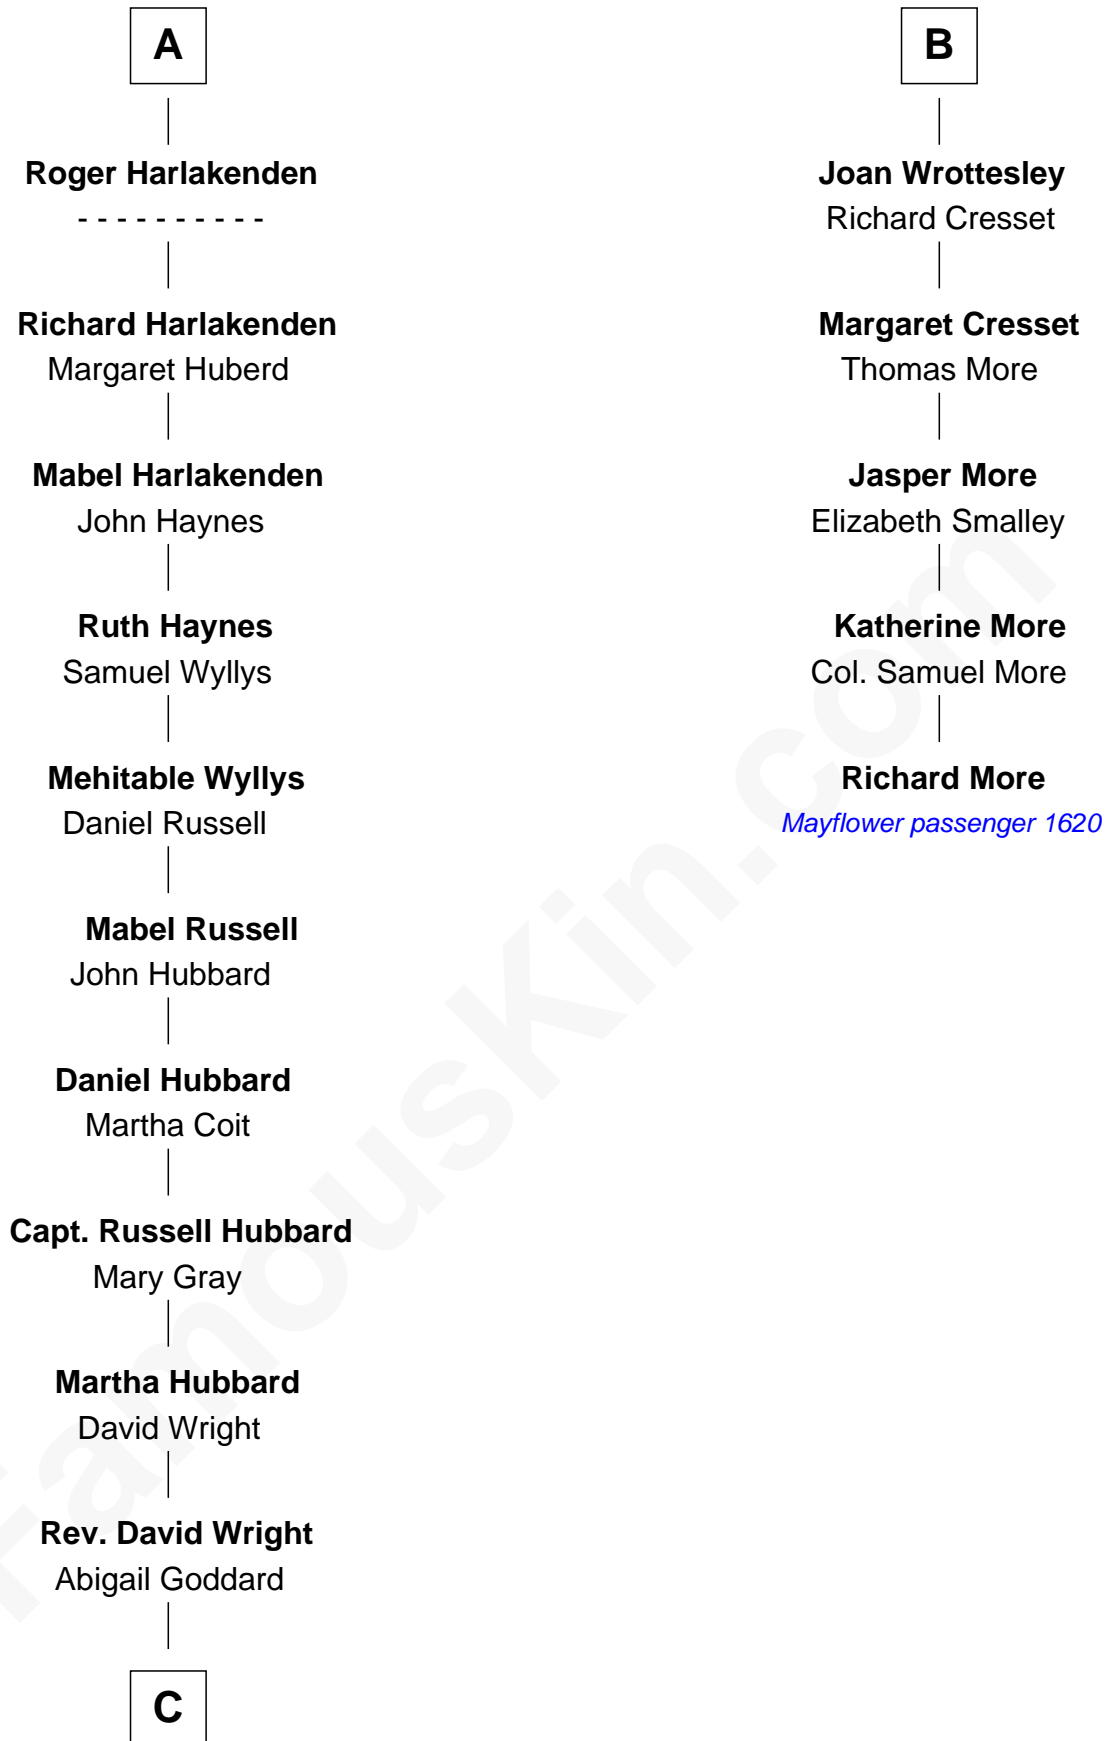 A
Roger Harlakenden
- - - - - - - - - -
Richard Harlakenden
Margaret Huberd
Mabel Harlakenden
John Haynes
Ruth Haynes
Samuel Wyllys
Mehitable Wyllys
Daniel Russell
Mabel Russell
John Hubbard
Daniel Hubbard
Martha Coit
Capt. Russell Hubbard
Mary Gray
Martha Hubbard
David Wright
Rev. David Wright
Abigail Goddard
C
B
Joan Wrottesley
Richard Cresset
Margaret Cresset
Thomas More
Jasper More
Elizabeth Smalley
Katherine More
Col. Samuel More
Richard More
Mayflower passenger 1620
FamousKin.com